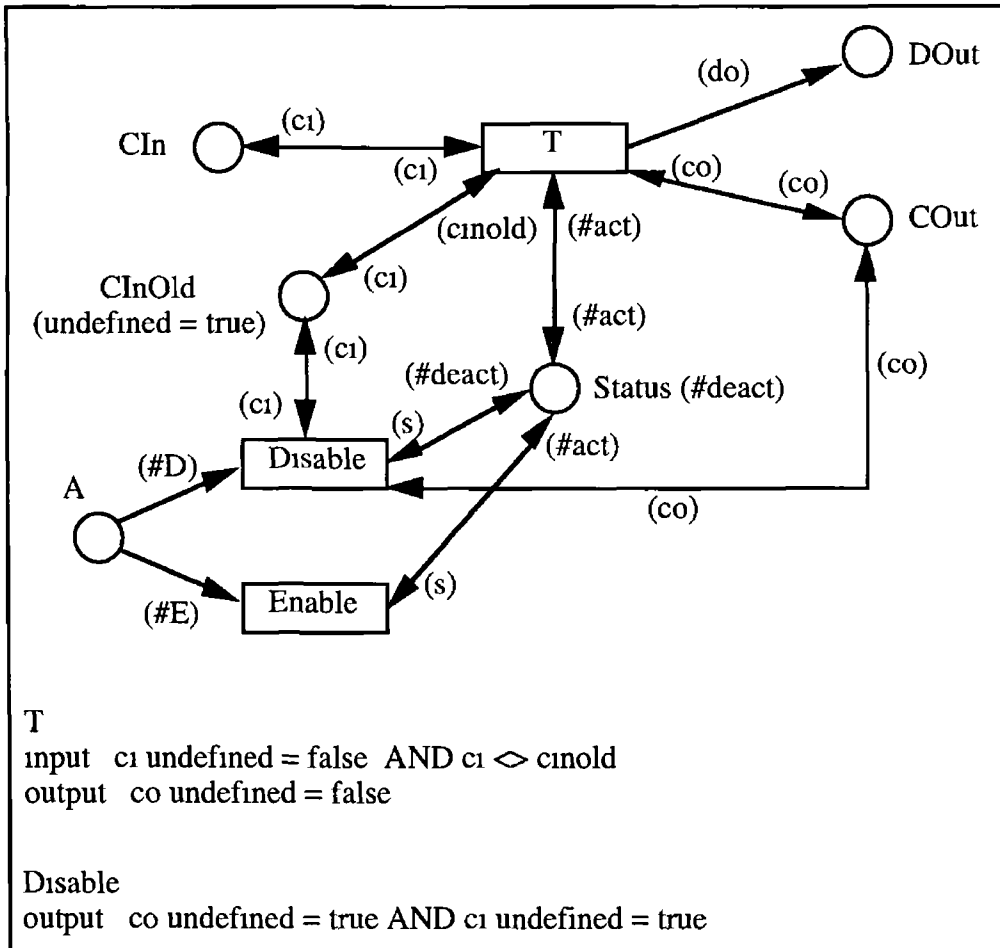 DOut
(do)
(ci)
CIn
T
(ci)
(co)
(co)
COut
(cinold)
(#act)
(ci)
CInOld
(undefined = true)
(#act)
(ci)
(co)
(#deact)
Status (#deact)
(ci)
(s)
(#act)
Disable
(#D)
A
(co)
(s)
Enable
(#E)
T
input ci undefined = false AND ci <> cinold
output co undefined = false
Disable
output co undefined = true AND ci undefined = true